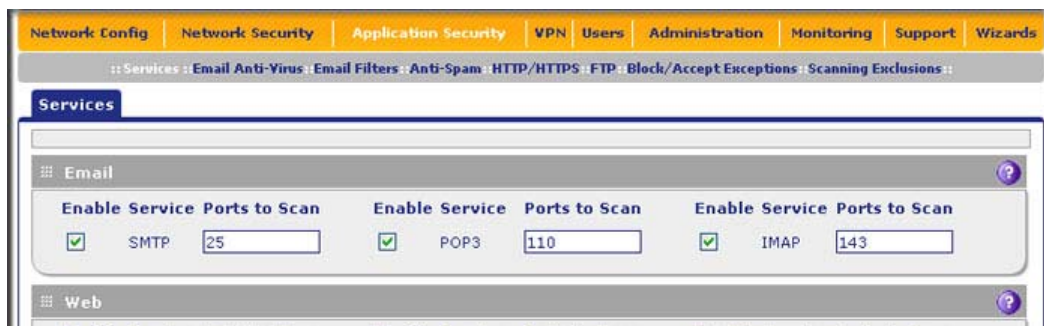 Network Config Network Security Application Security VPN Users Administration Monitoring Support Wizards
:: Services :: Email Anti-Virus :: Email Filters :: Anti-Spam :: HTTP/HTTPS :: FTP :: Block/Accept Exceptions :: Scanning Exclusions ::
Services
Email ?
Enable Service Ports to Scan Enable Service Ports to Scan Enable Service Ports to Scan
SMTP 25 POP3 110 IMAP 143
Web ?